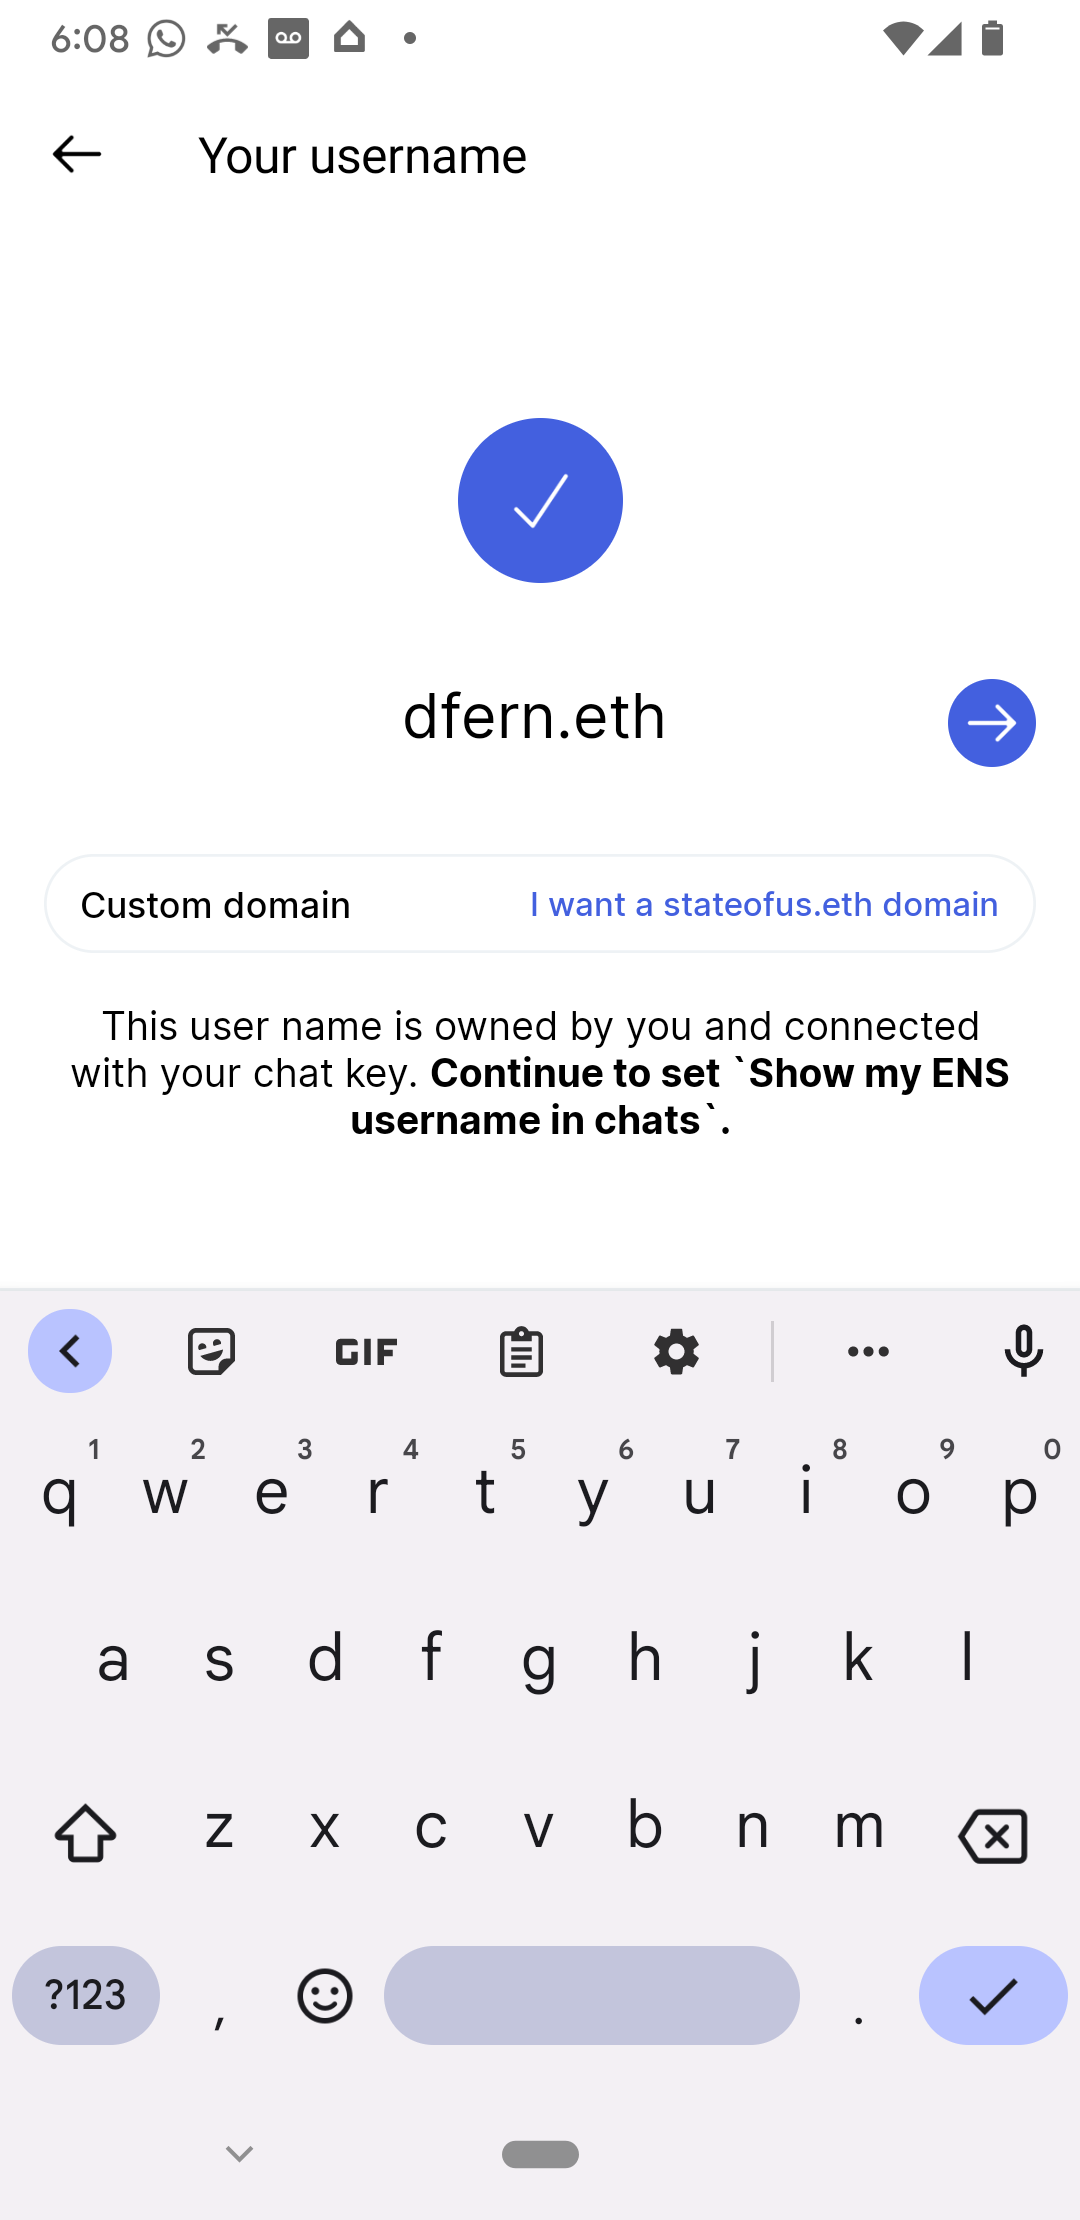 6:08
Your username
dfern.eth
Custom domain
I want a stateofus.eth domain
This user name is owned by you and connected
with your chat key. Continue to set `Show my ENS
username in chats`.
GIF
1 2 3 4 5 6 7 8 9 0
q w e r t y u i o p
a s d f g h j k l
z x c v b n m
?123 , .